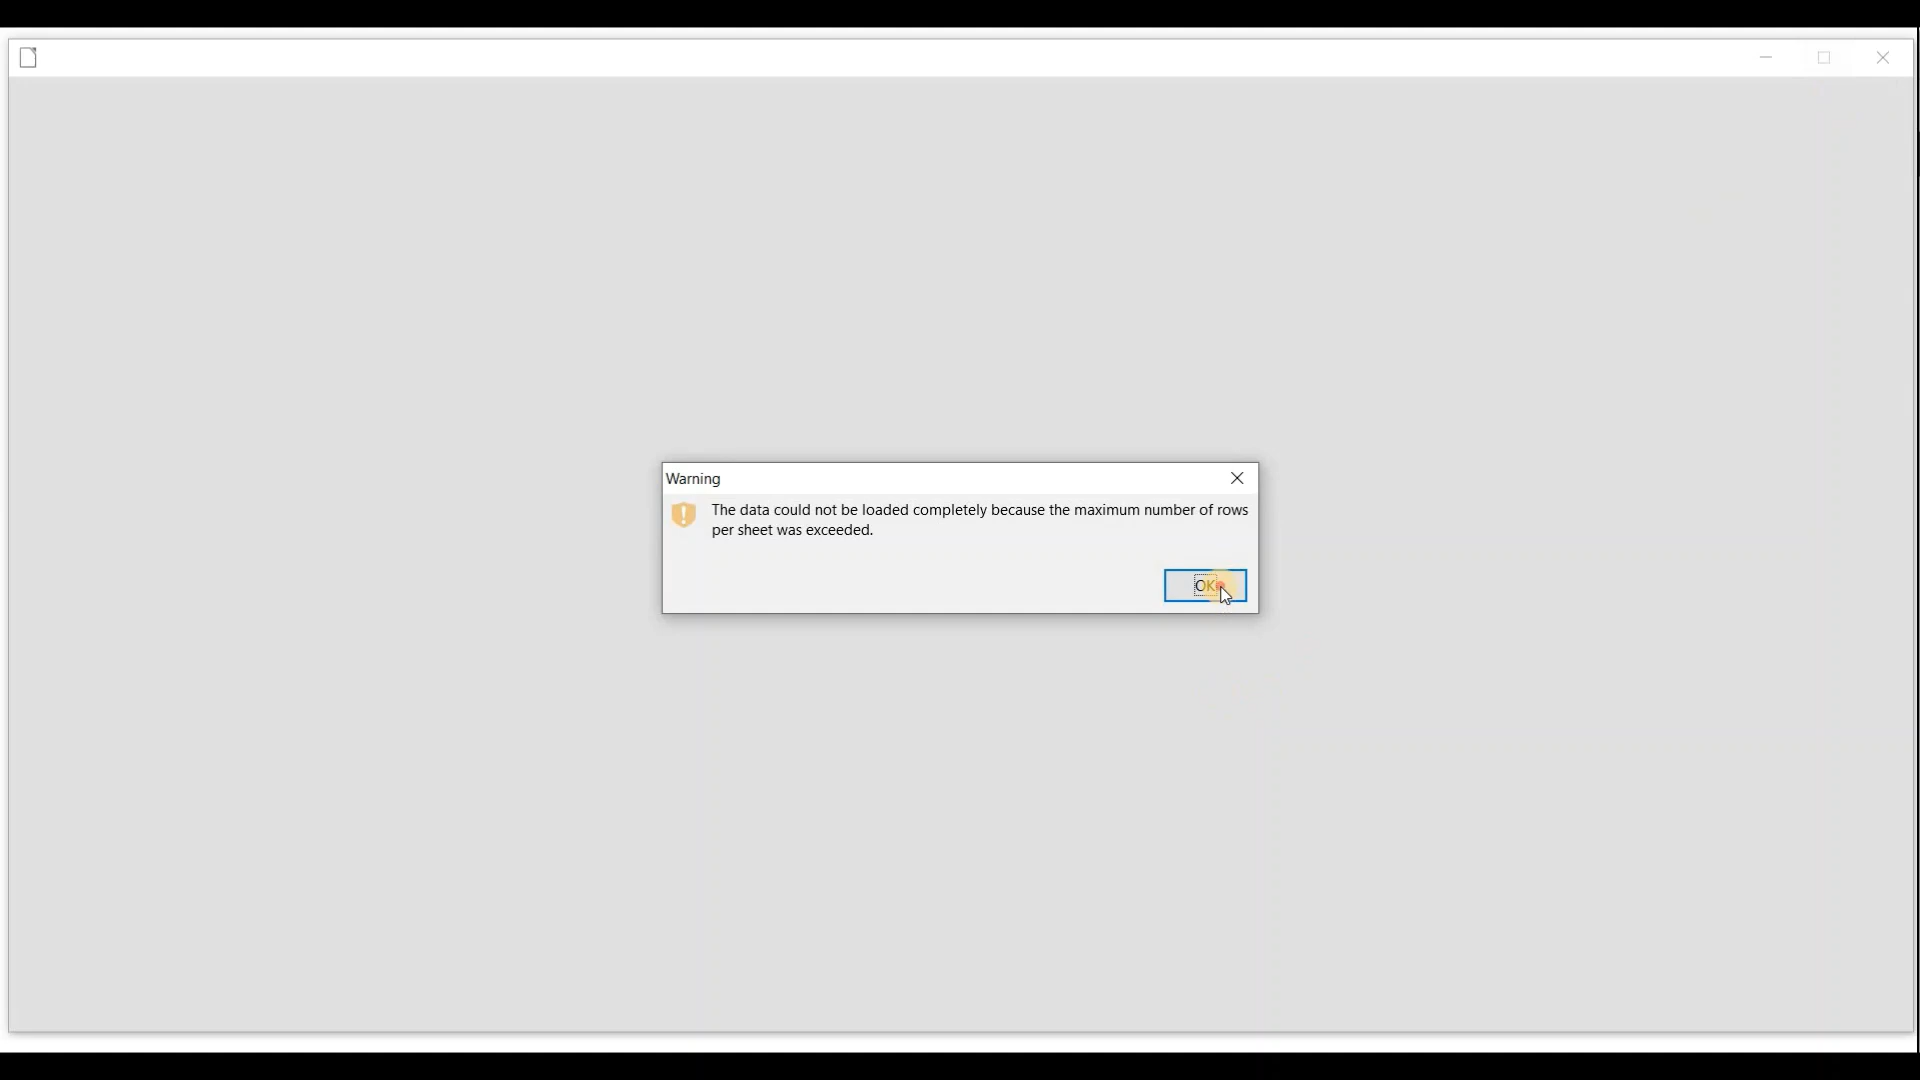 Warning
The data could not be loaded completely because the maximum number of rows
per sheet was exceeded.
OK